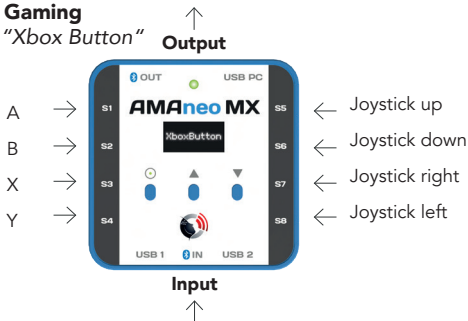 Gaming
"Xbox Button"
Output
OUT
USB PC
AMAneo MX
XboxButton
A
B
X
Y
S1
S2
S3
S4
S5
S6
S7
S8
Joystick up
Joystick down
Joystick right
Joystick left
USB 1
IN
USB 2
Input